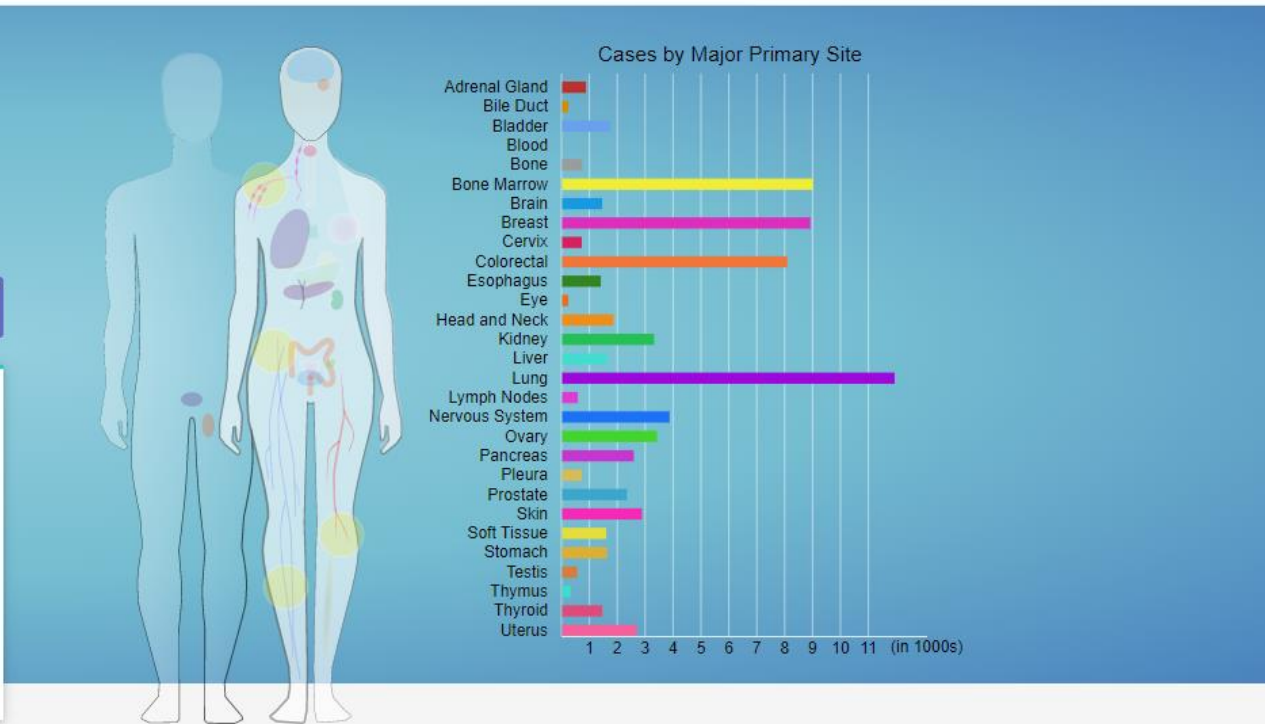 Cases by Major Primary Site
Adrenal Gland
Bile Duct
Bladder
Blood
Bone
Bone Marrow
Brain
Breast
Cervix
Colorectal
Esophagus
Eye
Head and Neck
Kidney
Liver
Lung
Lymph Nodes
Nervous System
Ovary
Pancreas
Pleura
Prostate
Skin
Soft Tissue
Stomach
Testis
Thymus
Thyroid
Uterus
1 2 3 4 5 6 7 8 9 10 11 (in 1000s)